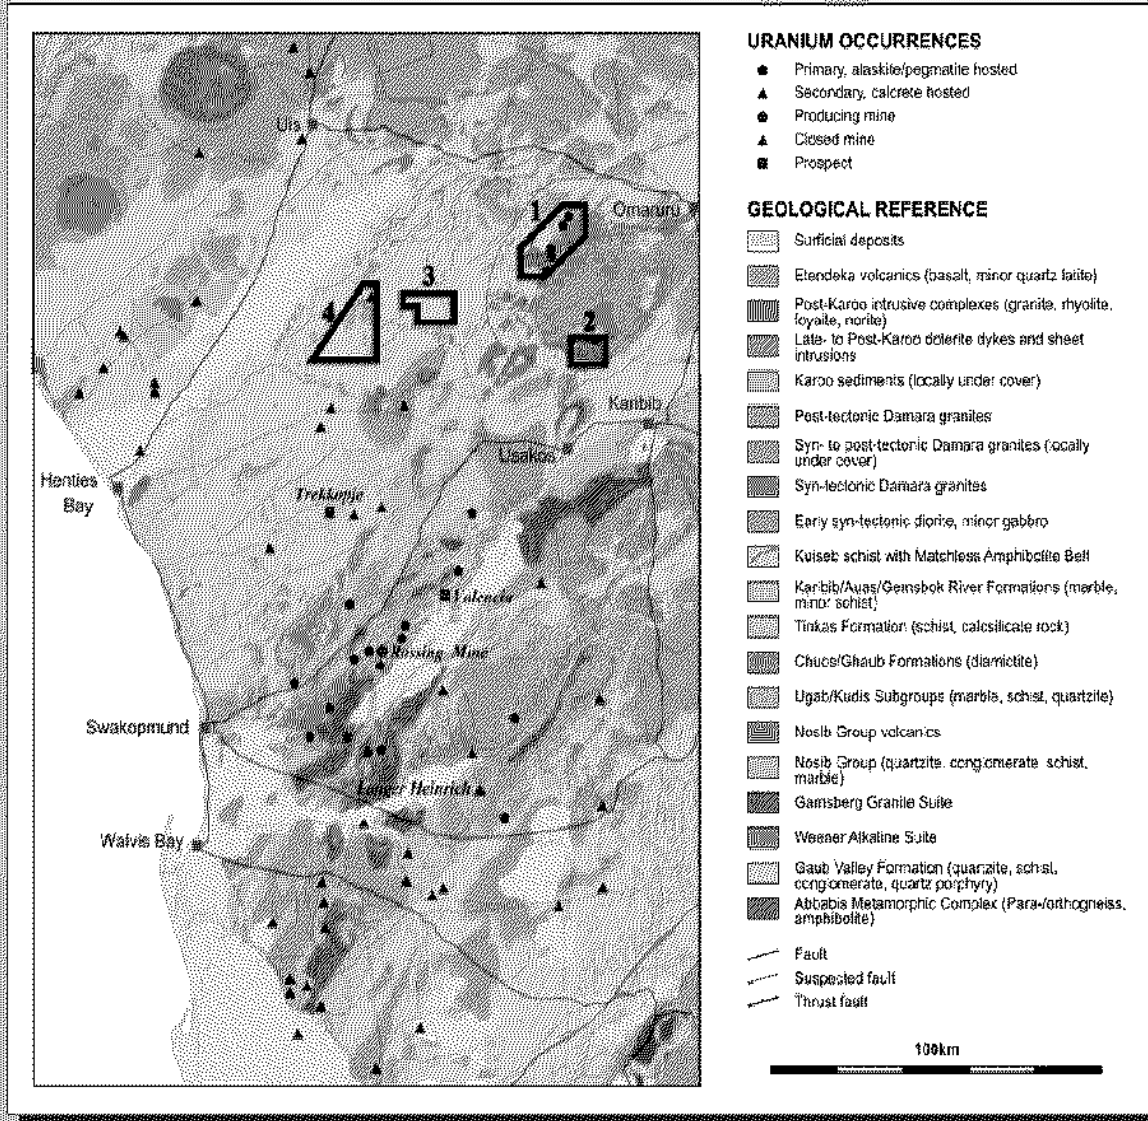 Uis
Omaruru
1
3
4
2
Karibib
Usakos
Henties
Bay
Trekkopje
Valencia
Rossing Mine
Swakopmund
Langer Heinrich
Walvis Bay
URANIUM OCCURRENCES
Primary, alaskite/pegmatite hosted
Secondary, calcrete hosted
Producing mine
Closed mine
Prospect
GEOLOGICAL REFERENCE
Surficial deposits
Etendeka volcanics (basalt, minor quartz latite)
Post-Karoo intrusive complexes (granite, rhyolite,
foyaite, norite)
Late- to Post-Karoo dolerite dykes and sheet
intrusions
Karoo sediments (locally under cover)
Post-tectonic Damara granites
Syn- to post-tectonic Damara granites (locally
under cover)
Syn-tectonic Damara granites
Early syn-tectonic diorite, minor gabbro
Kuiseb schist with Matchless Amphibolite Belt
Karibib/Auas/Gemsbok River Formations (marble,
minor schist)
Tinkas Formation (schist, calcsilicate rock)
Chuos/Ghaub Formations (diamictite)
Ugab/Kudis Subgroups (marble, schist, quartzite)
Nosib Group volcanics
Nosib Group (quartzite, conglomerate, schist,
marble)
Gamsberg Granite Suite
Weener Alkaline Suite
Gaub Valley Formation (quartzite, schist,
conglomerate, quartz porphyry)
Abbabis Metamorphic Complex (Para-/orthogneiss,
amphibolite)
Fault
Suspected fault
Thrust fault
100km